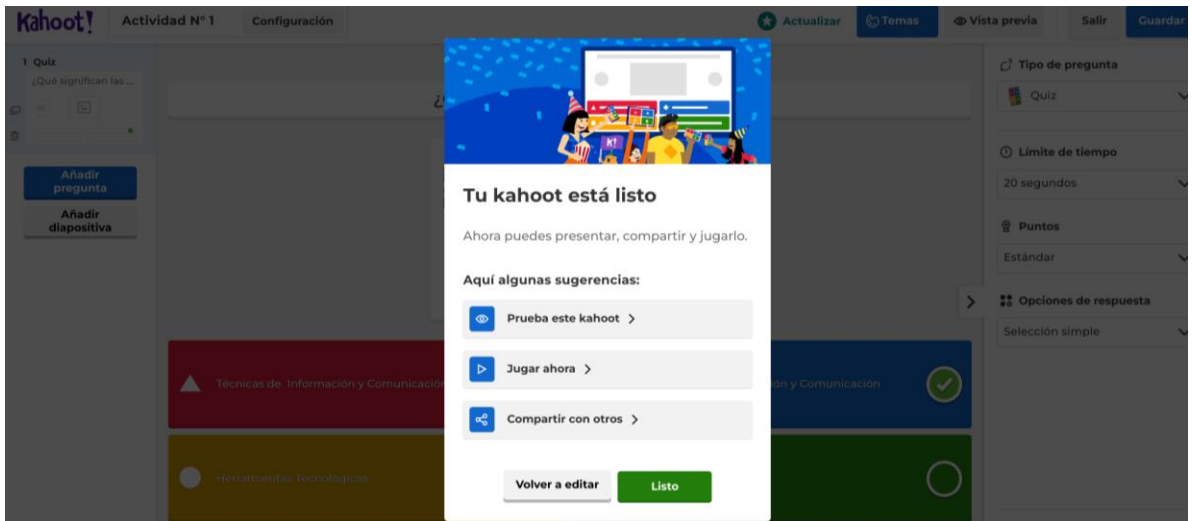 Kahoot!
Actividad N° 1
Configuración
Actualizar
Temas
Vista previa
Salir
Guardar
1 Quiz
¿Qué significan las ...
Añadir
pregunta
Añadir
diapositiva
K!
Tu kahoot está listo
Ahora puedes presentar, compartir y jugarlo.
Aquí algunas sugerencias:
Prueba este kahoot
Jugar ahora
Compartir con otros
Volver a editar
Listo
Técnicas de Información y Comunicación
ón y Comunicación
Herramientas Tecnológicas
Tipo de pregunta
Quiz
Límite de tiempo
20 segundos
Puntos
Estándar
Opciones de respuesta
Selección simple